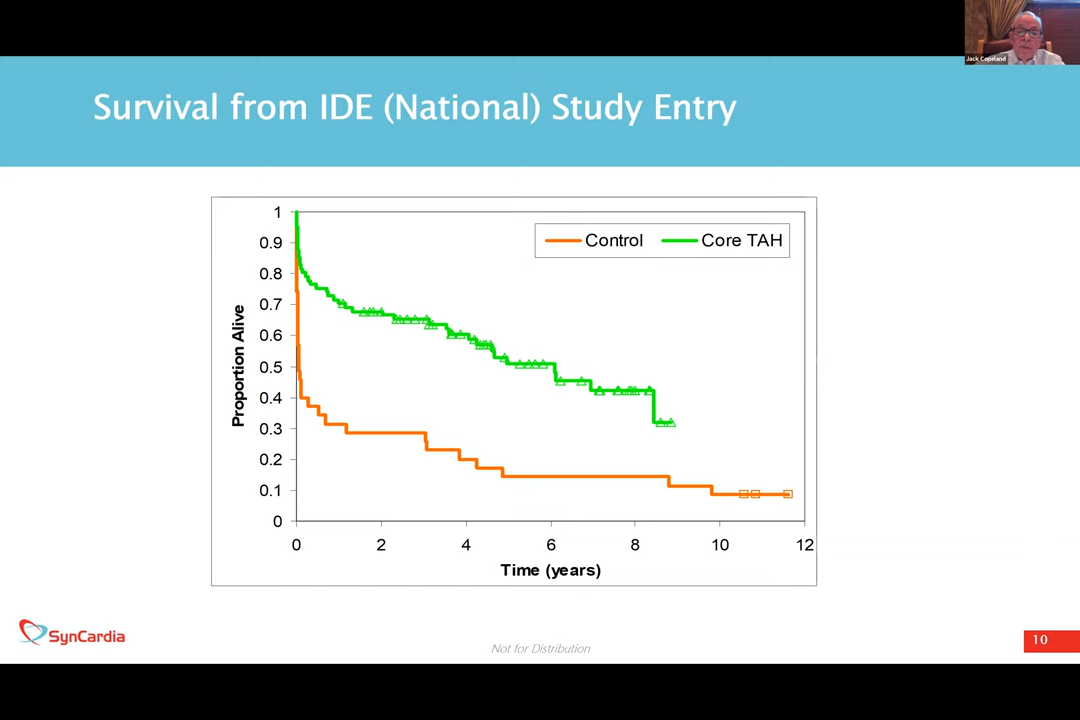 Jack Copeland
Survival from IDE (National) Study Entry
Control
Core TAH
Proportion Alive
1
0.9
0.8
0.7
0.6
0.5
0.4
0.3
0.2
0.1
0
0 2 4 6 8 10 12
Time (years)
SynCardia
Not for Distribution
10